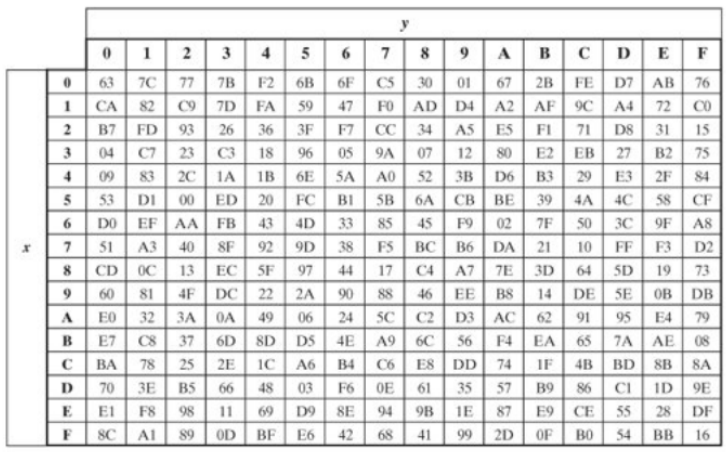 y
0 1 2 3 4 5 6 7 8 9 A B C D E F
0 63 7C 77 7B F2 6B 6F C5 30 01 67 2B FE D7 AB 76
1 CA 82 C9 7D FA 59 47 F0 AD D4 A2 AF 9C A4 72 C0
2 B7 FD 93 26 36 3F F7 CC 34 A5 E5 F1 71 D8 31 15
3 04 C7 23 C3 18 96 05 9A 07 12 80 E2 EB 27 B2 75
4 09 83 2C 1A 1B 6E 5A A0 52 3B D6 B3 29 E3 2F 84
5 53 D1 00 ED 20 FC B1 5B 6A CB BE 39 4A 4C 58 CF
6 D0 EF AA FB 43 4D 33 85 45 F9 02 7F 50 3C 9F A8
x 7 51 A3 40 8F 92 9D 38 F5 BC B6 DA 21 10 FF F3 D2
8 CD 0C 13 EC 5F 97 44 17 C4 A7 7E 3D 64 5D 19 73
9 60 81 4F DC 22 2A 90 88 46 EE B8 14 DE 5E 0B DB
A E0 32 3A 0A 49 06 24 5C C2 D3 AC 62 91 95 E4 79
B E7 C8 37 6D 8D D5 4E A9 6C 56 F4 EA 65 7A AE 08
C BA 78 25 2E 1C A6 B4 C6 E8 DD 74 1F 4B BD 8B 8A
D 70 3E B5 66 48 03 F6 0E 61 35 57 B9 86 C1 1D 9E
E E1 F8 98 11 69 D9 8E 94 9B 1E 87 E9 CE 55 28 DF
F 8C A1 89 0D BF E6 42 68 41 99 2D 0F B0 54 BB 16